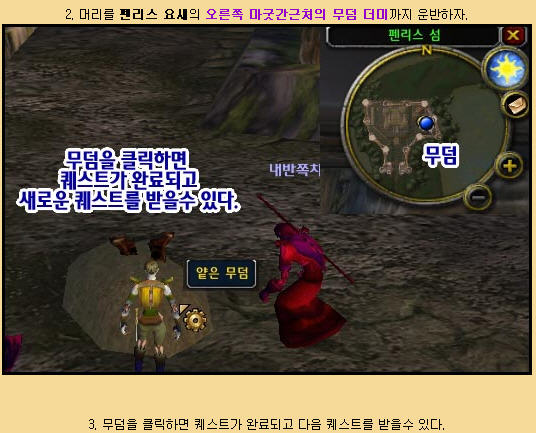 2. 머리를 펜리스 요새의 오른쪽 마굿간근처의 무덤 더미까지 운반하자.
펜리스 섬
N
무덤
무덤을 클릭하면
퀘스트가 완료되고
새로운 퀘스트를 받을수 있다.
내반쪽치
얕은 무덤
3. 무덤을 클릭하면 퀘스트가 완료되고 다음 퀘스트를 받을수 있다.